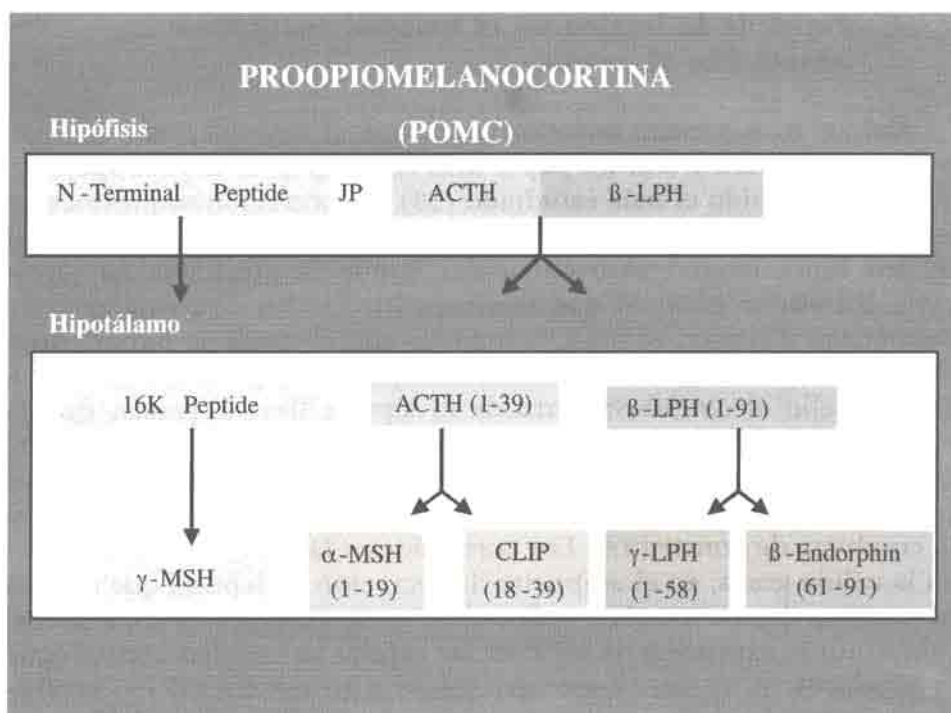 PROOPIOMELANOCORTINA
(POMC)
Hipófisis
N-Terminal Peptide JP ACTH ß-LPH
Hipotálamo
16K Peptide ACTH (1-39) ß-LPH (1-91)
γ-MSH α-MSH CLIP γ-LPH ß-Endorphin
(1-19) (18-39) (1-58) (61-91)